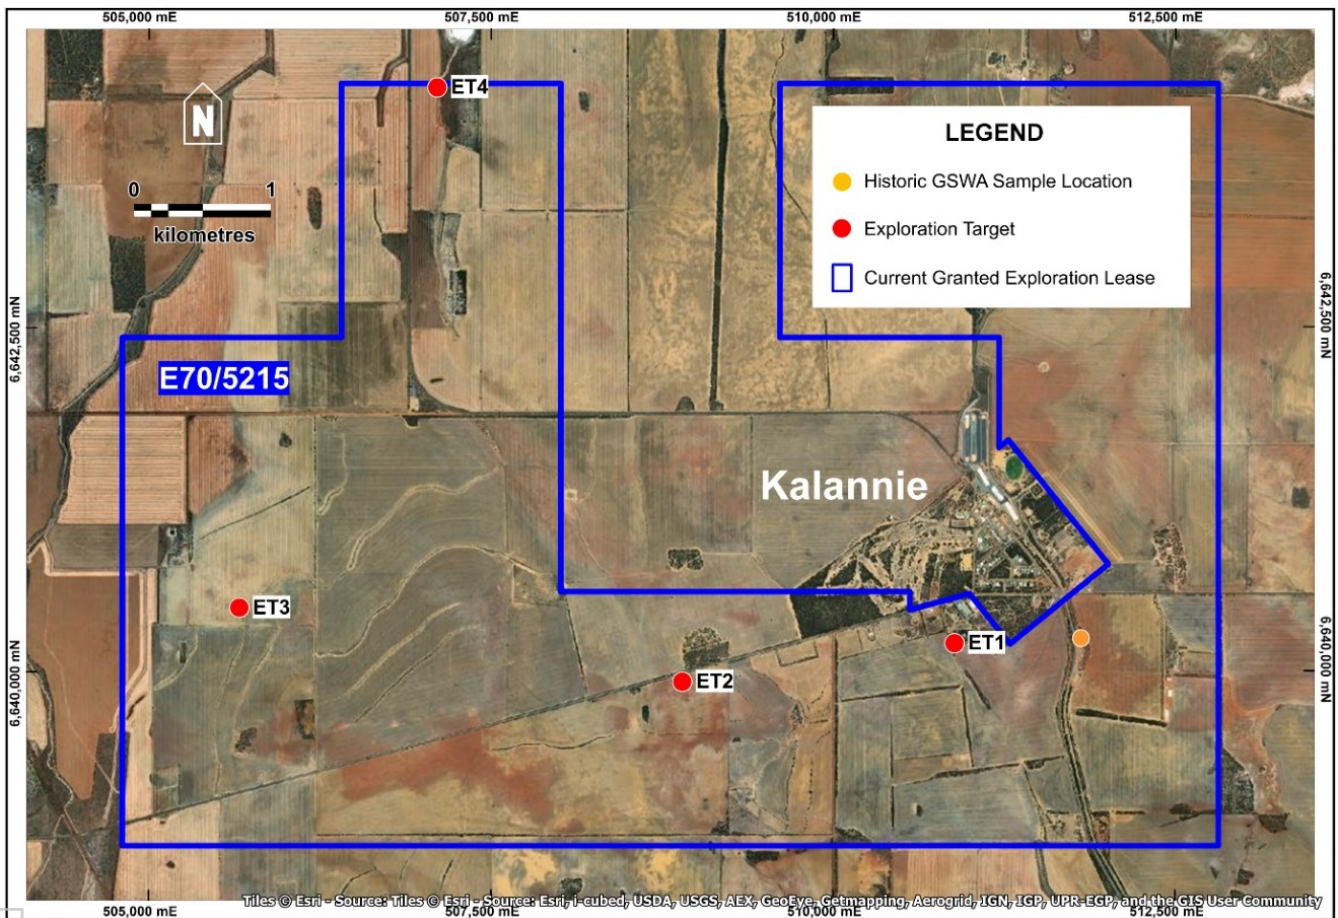 505,000 mE
507,500 mE
510,000 mE
512,500 mE
ET4
N
0 1
kilometres
LEGEND
Historic GSWA Sample Location
Exploration Target
Current Granted Exploration Lease
6,642,500 mN
6,642,500 mN
E70/5215
Kalannie
ET3
ET1
ET2
6,640,000 mN
6,640,000 mN
Tiles © Esri - Source: Tiles © Esri - Source: Esri, i-cubed, USDA, USGS, AEX, GeoEye, Getmapping, Aerogrid, IGN, IGP, UPR-EGP, and the GIS User Community
505,000 mE
507,500 mE
510,000 mE
512,500 mE